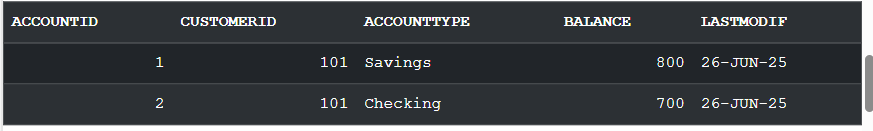 ACCOUNTID CUSTOMERID ACCOUNTTYPE BALANCE LASTMODIF
1 101 Savings 800 26-JUN-25
2 101 Checking 700 26-JUN-25